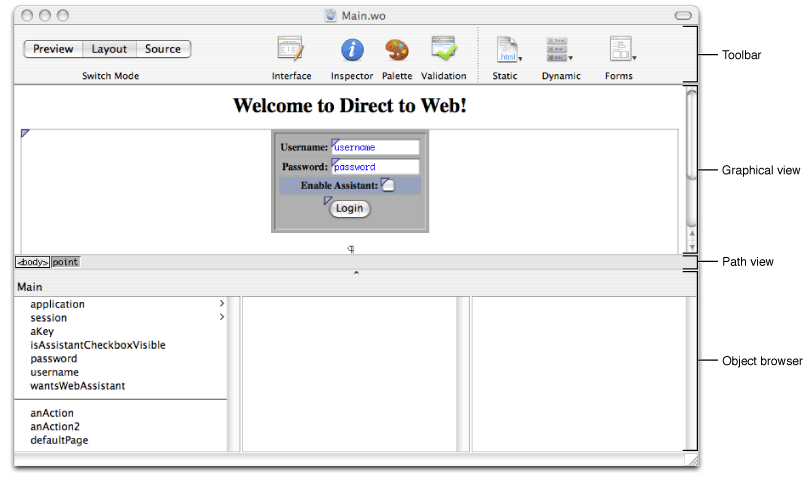 Main.wo
Preview Layout Source
Switch Mode Interface Inspector Palette Validation .html Static Dynamic Forms
Toolbar
Welcome to Direct to Web!
Username: username
Password: password
Enable Assistant:
Login
¶
Graphical view
<body> point
Path view
Main
application >
session >
aKey
isAssistantCheckboxVisible
password
username
wantsWebAssistant
anAction
anAction2
defaultPage
Object browser